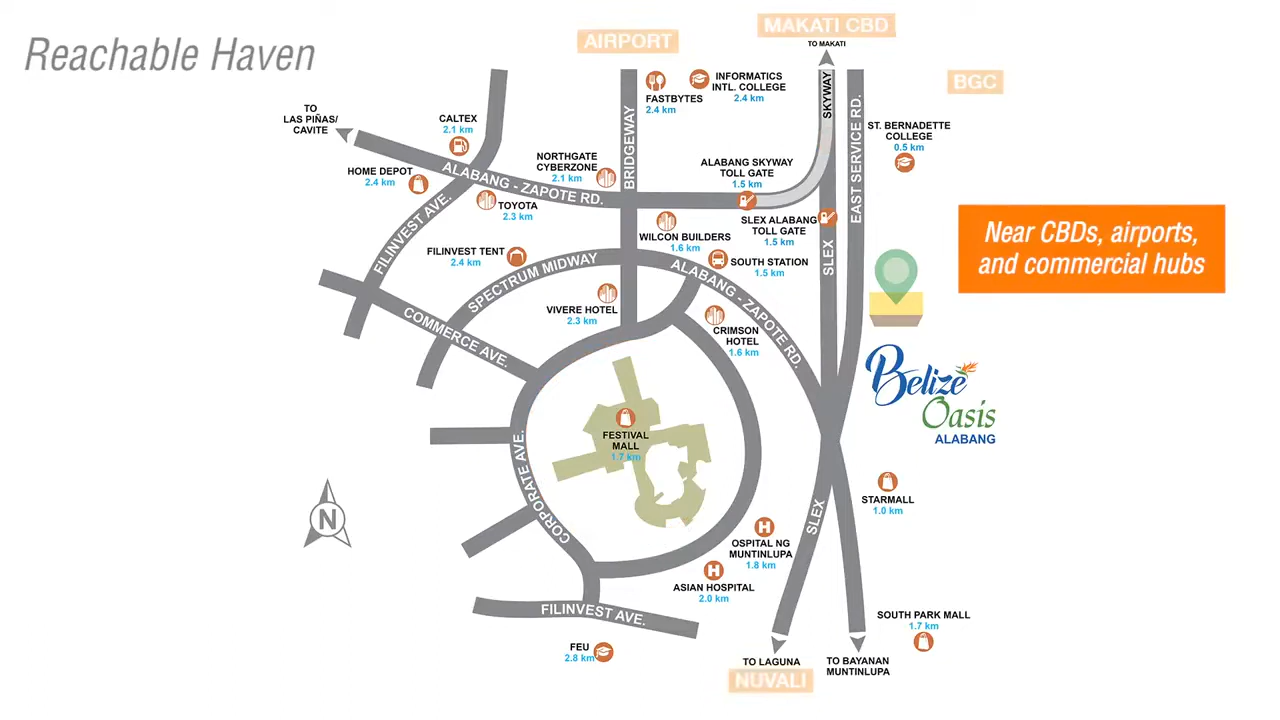 Reachable Haven
AIRPORT
MAKATI CBD
TO MAKATI
BGC
TO
LAS PIÑAS/
CAVITE
CALTEX
2.1 km
FASTBYTES
2.4 km
INFORMATICS
INTL. COLLEGE
2.4 km
SKYWAY
EAST SERVICE RD.
ST. BERNADETTE
COLLEGE
0.5 km
HOME DEPOT
2.4 km
ALABANG - ZAPOTE RD.
NORTHGATE
CYBERZONE
2.1 km
BRIDGEWAY
ALABANG SKYWAY
TOLL GATE
1.5 km
TOYOTA
2.3 km
FILINVEST AVE.
WILCON BUILDERS
1.6 km
SLEX ALABANG
TOLL GATE
1.5 km
SLEX
Near CBDs, airports,
and commercial hubs
FILINVEST TENT
2.4 km
SPECTRUM MIDWAY
SOUTH STATION
1.5 km
ALABANG - ZAPOTE RD.
COMMERCE AVE.
VIVERE HOTEL
2.3 km
CRIMSON
HOTEL
1.6 km
Belize
Oasis
ALABANG
FESTIVAL
MALL
1.7 km
CORPORATE AVE.
N
SLEX
STARMALL
1.0 km
H
OSPITAL NG
MUNTINLUPA
1.8 km
H
ASIAN HOSPITAL
2.0 km
FILINVEST AVE.
SOUTH PARK MALL
1.7 km
FEU
2.8 km
TO LAGUNA
NUVALI
TO BAYANAN
MUNTINLUPA